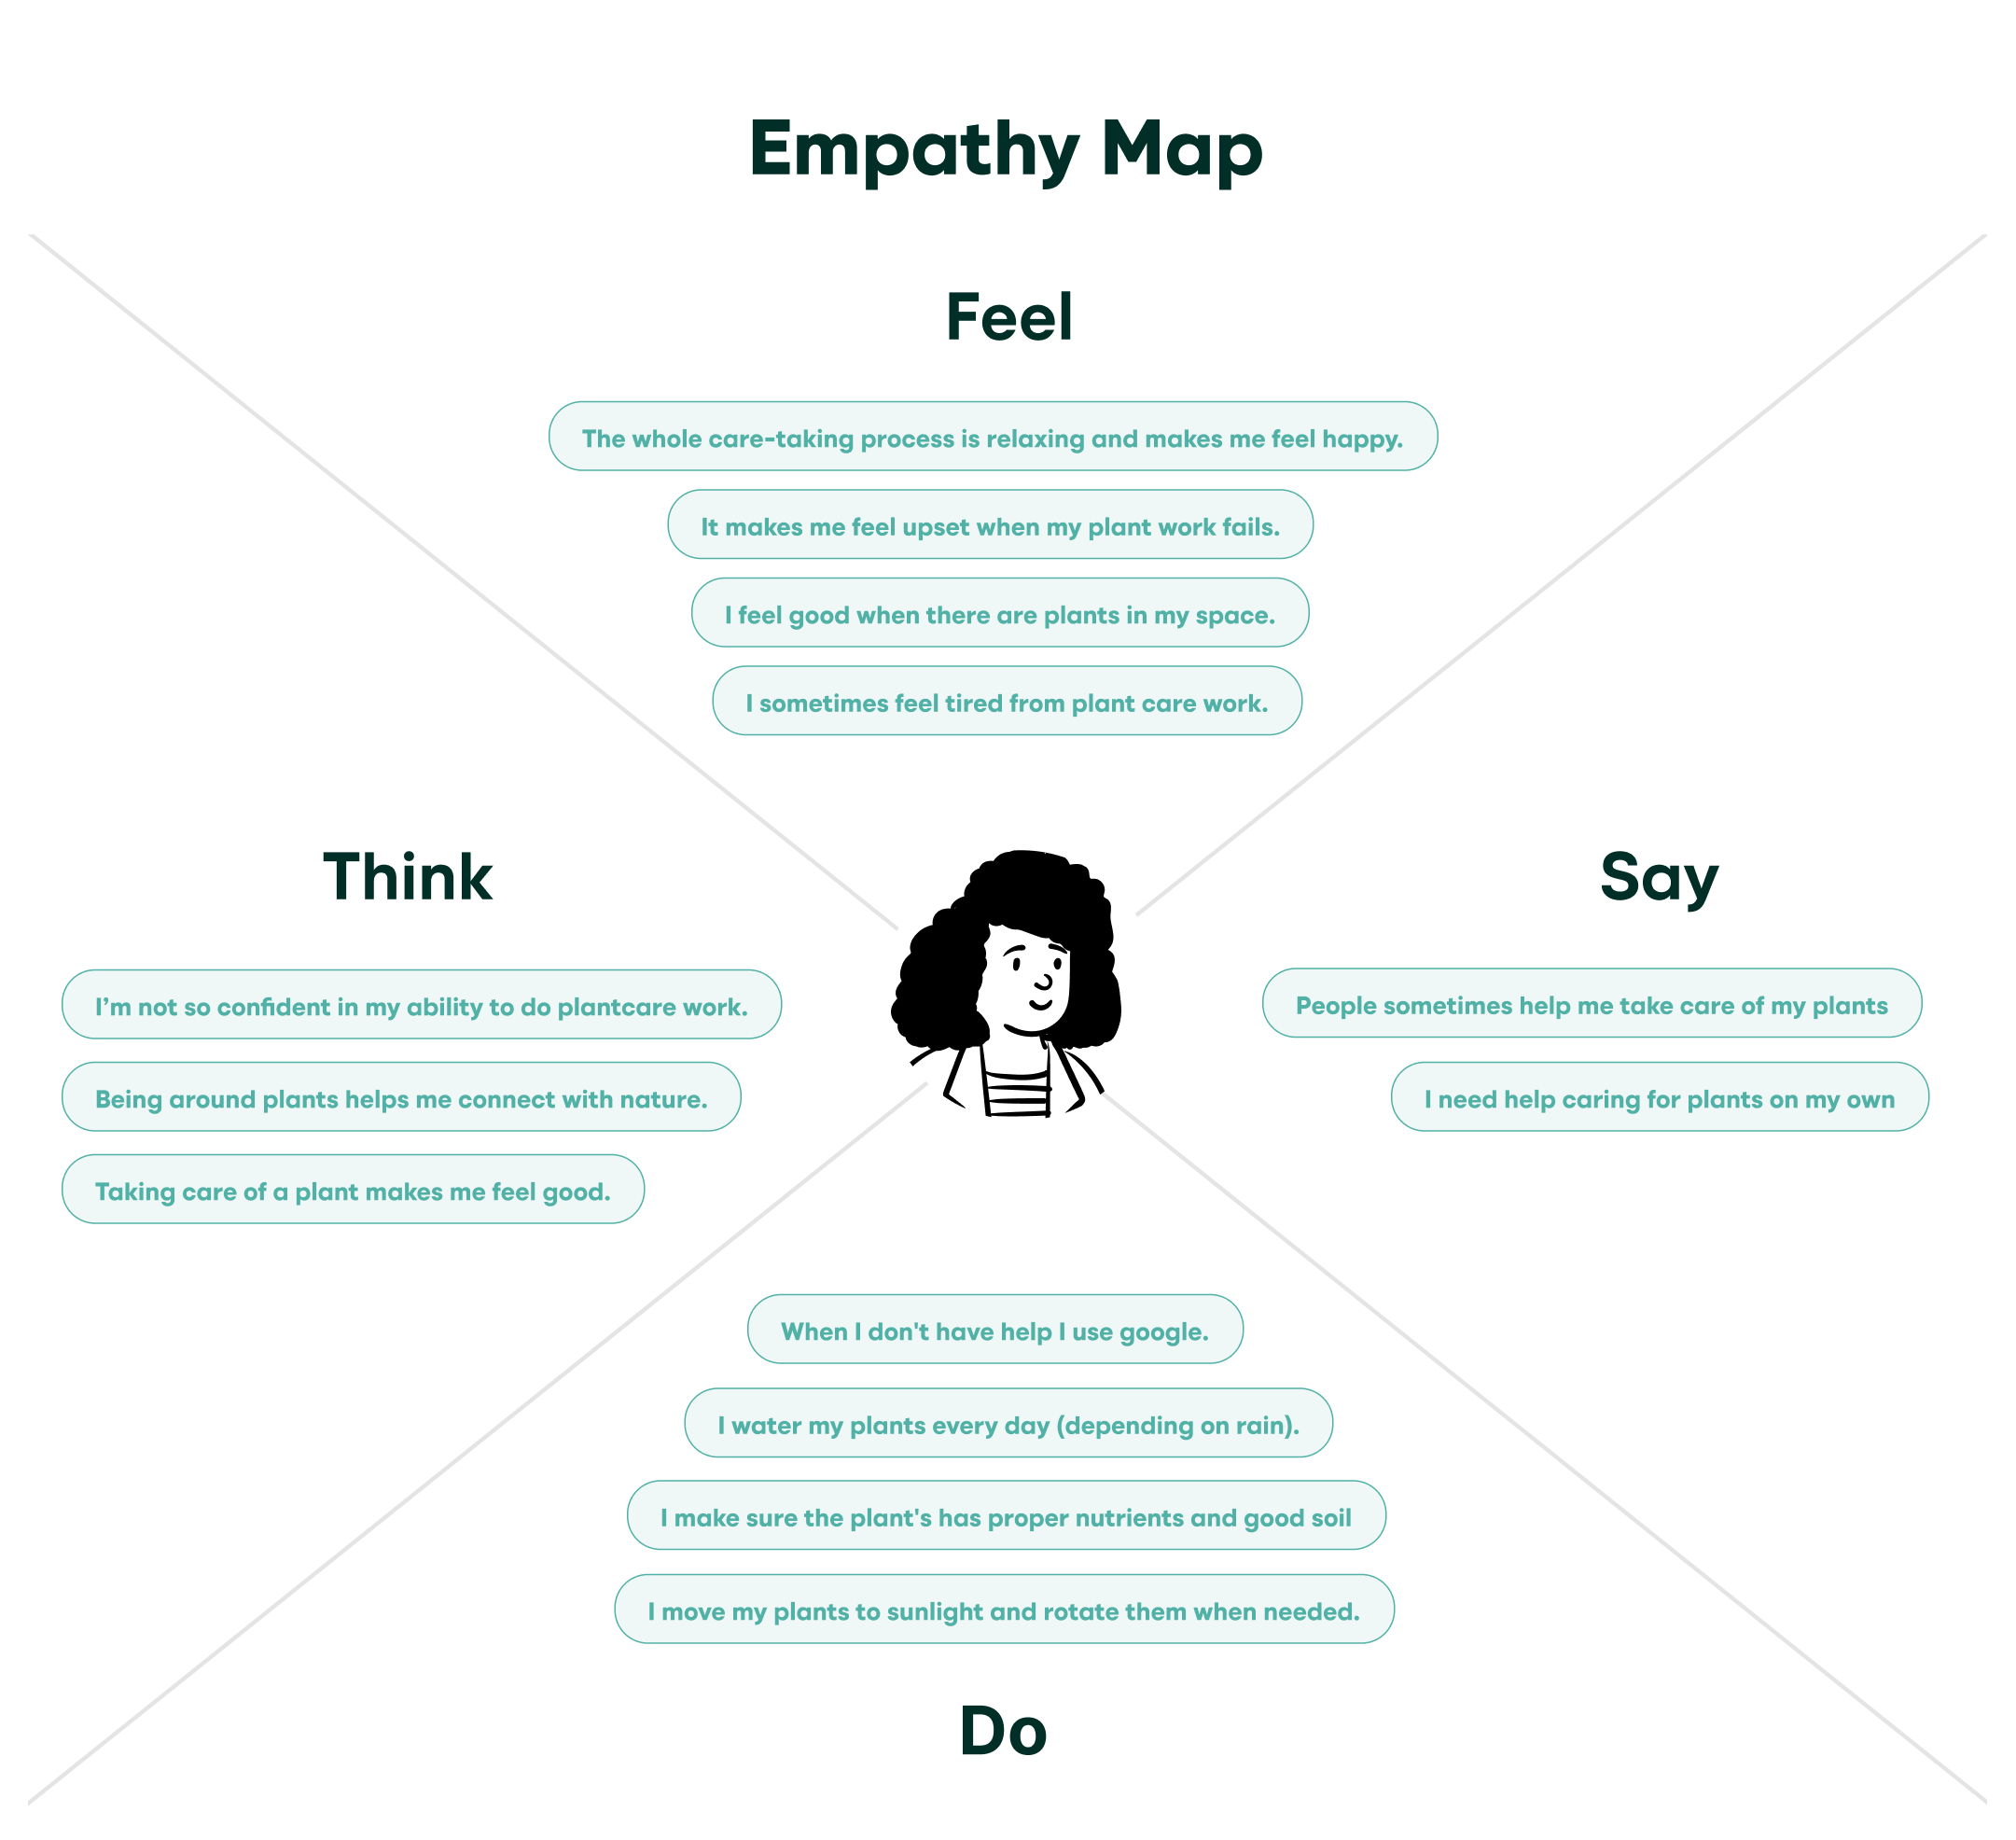 Empathy Map
Feel
The whole care-taking process is relaxing and makes me feel happy.
It makes me feel upset when my plant work fails.
I feel good when there are plants in my space.
I sometimes feel tired from plant care work.
Think
I’m not so confident in my ability to do plantcare work.
Being around plants helps me connect with nature.
Taking care of a plant makes me feel good.
Say
People sometimes help me take care of my plants
I need help caring for plants on my own
When I don't have help I use google.
I water my plants every day (depending on rain).
I make sure the plant's has proper nutrients and good soil
I move my plants to sunlight and rotate them when needed.
Do